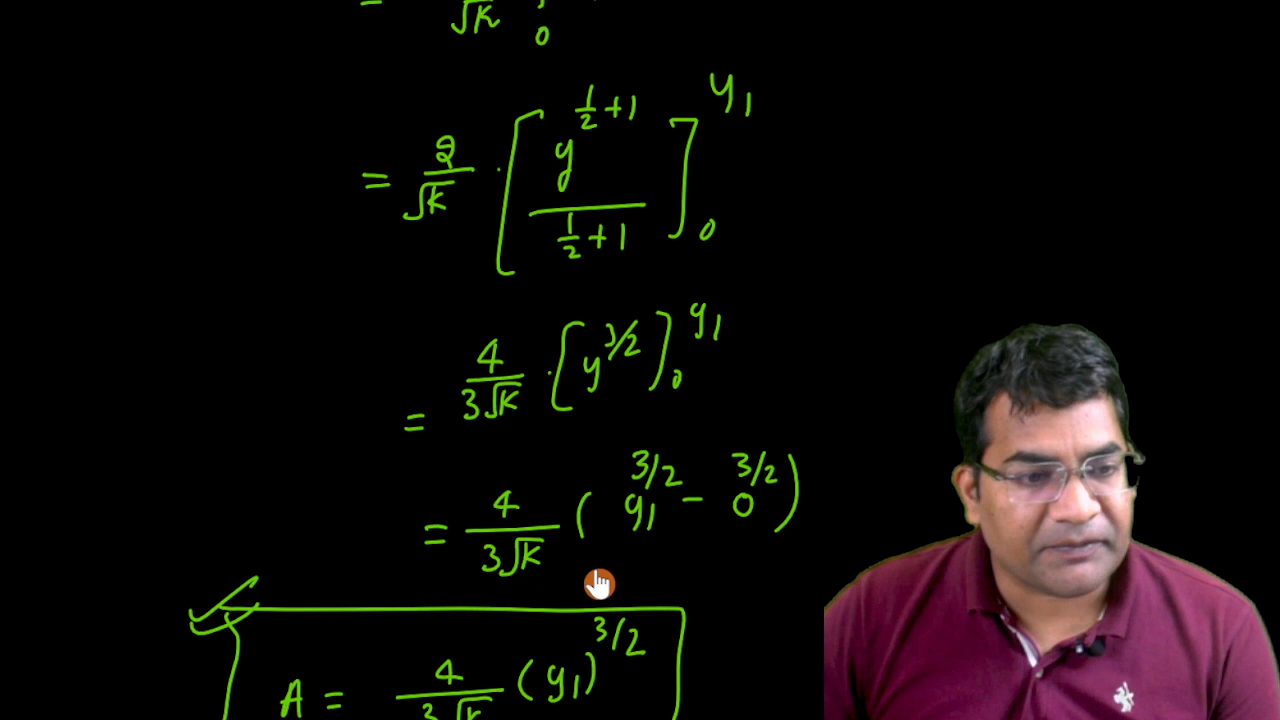 = √k 0
= 2/√k · [ y^(1/2+1) / (1/2+1) ]_0^(y₁)
= 4/(3√k) · [ y^(3/2) ]_0^(y₁)
= 4/(3√k) ( y₁^(3/2) - 0^(3/2) )
A = 4/(3√k) (y₁)^(3/2)